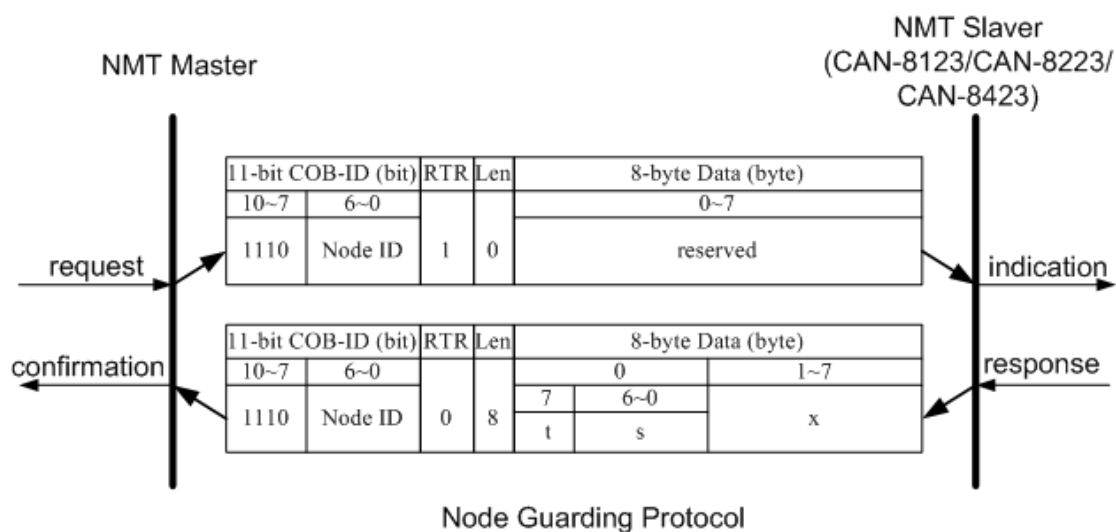 NMT Master
NMT Slaver
(CAN-8123/CAN-8223/
CAN-8423)
11-bit COB-ID (bit) RTR Len 8-byte Data (byte)
10~7 6~0 0~7
1110 Node ID 1 0 reserved
request
indication
11-bit COB-ID (bit) RTR Len 8-byte Data (byte)
10~7 6~0 0 1~7
confirmation
response
7 6~0
1110 Node ID 0 8 x
t s
Node Guarding Protocol